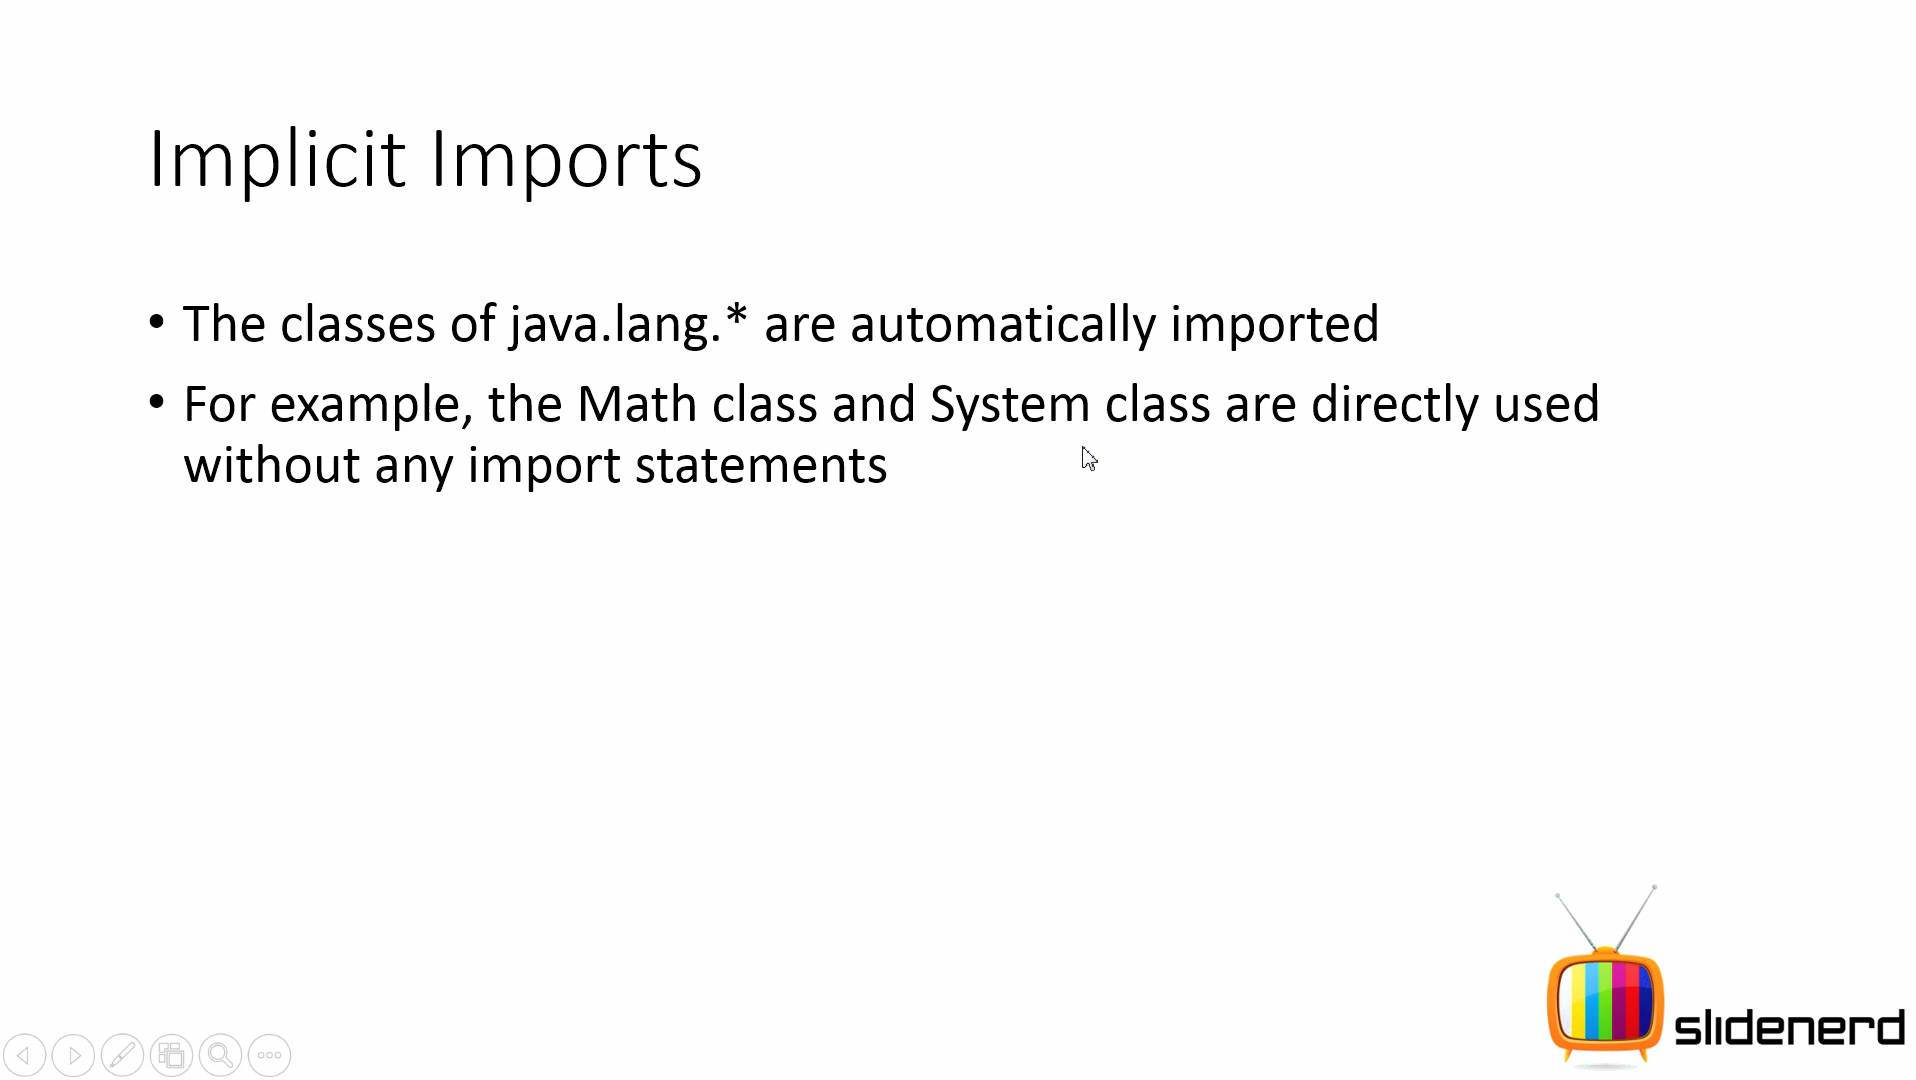 Implicit Imports
• The classes of java.lang.* are automatically imported
• For example, the Math class and System class are directly used
without any import statements
slidenerd